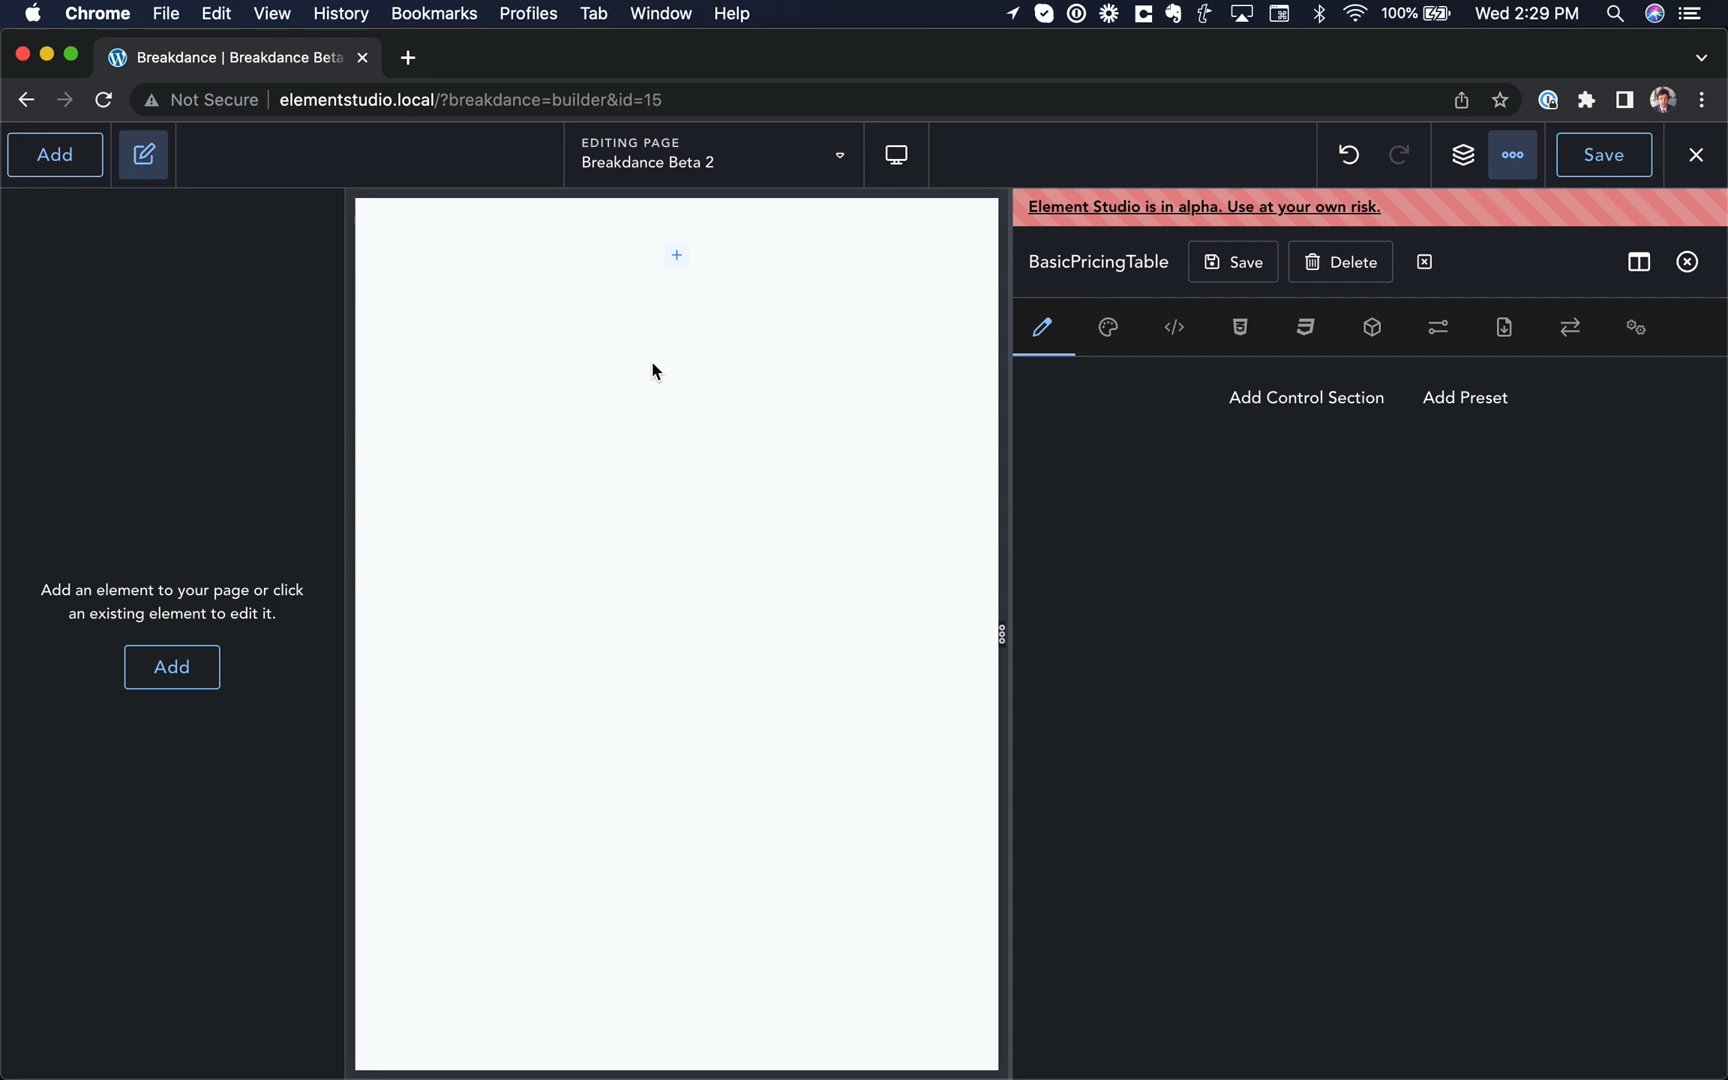 Chrome File Edit View History Bookmarks Profiles Tab Window Help 100% Wed 2:29 PM
Breakdance | Breakdance Beta
Not Secure elementstudio.local/?breakdance=builder&id=15
Add
EDITING PAGE
Breakdance Beta 2
Save
Element Studio is in alpha. Use at your own risk.
BasicPricingTable Save Delete
Add Control Section Add Preset
Add an element to your page or click
an existing element to edit it.
Add